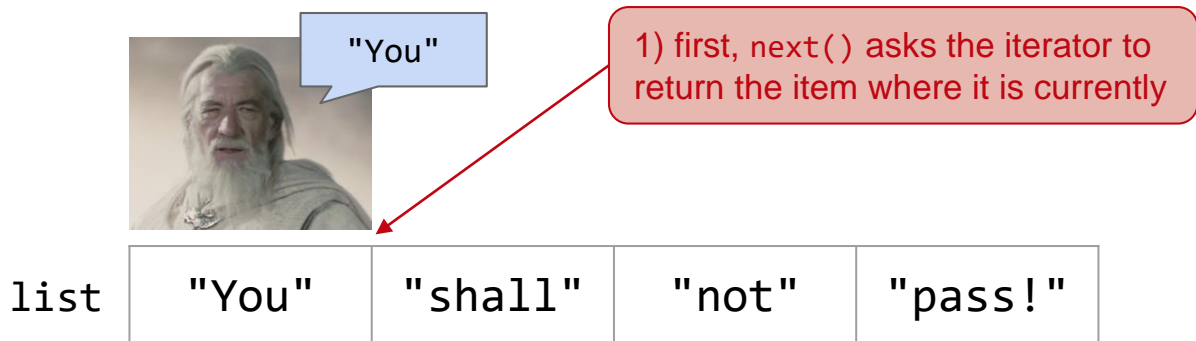 "You"
1) first, next() asks the iterator to
return the item where it is currently
list "You" "shall" "not" "pass!"